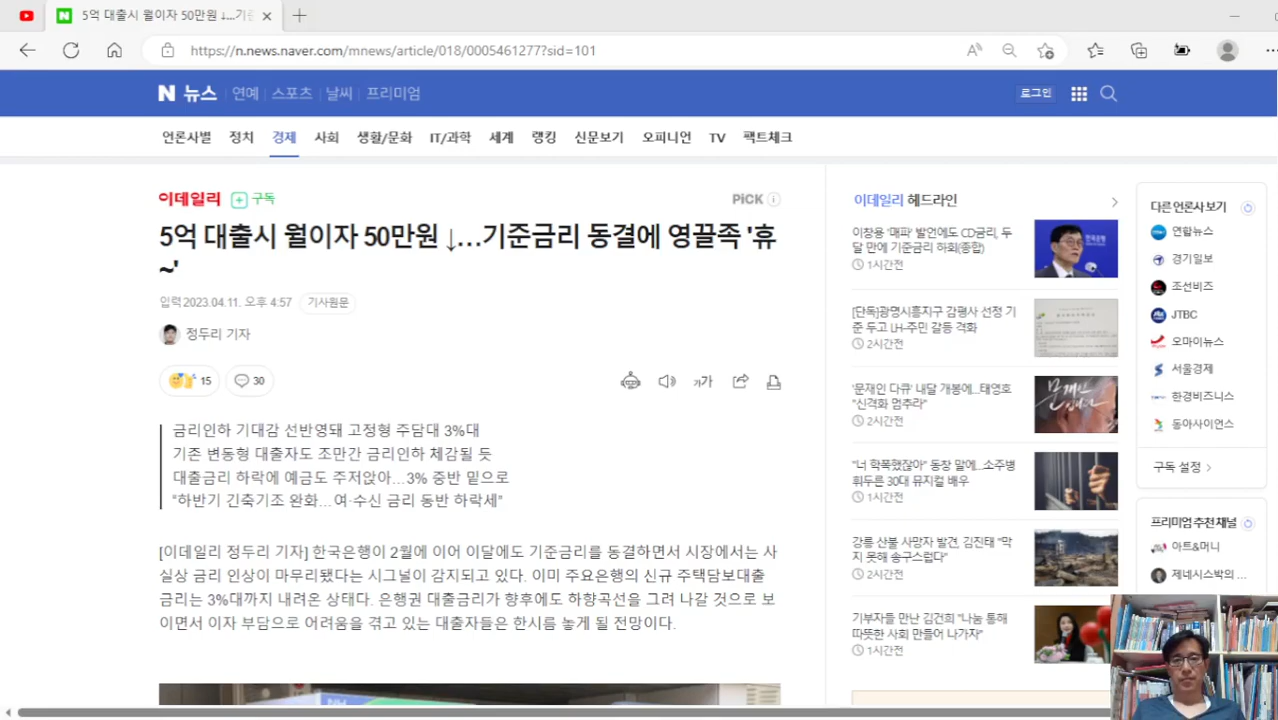 5억 대출시 월이자 50만원 ↓…기
https://n.news.naver.com/mnews/article/018/0005461277?sid=101
N 뉴스 연예 스포츠 날씨 프리미엄
로그인
언론사별 정치 경제 사회 생활/문화 IT/과학 세계 랭킹 신문보기 오피니언 TV 팩트체크
이데일리 구독
PiCK
5억 대출시 월이자 50만원 ↓…기준금리 동결에 영끌족 '휴
~'
입력 2023.04.11. 오후 4:57 기사원문
정두리 기자
15 30
가가
금리인하 기대감 선반영돼 고정형 주담대 3%대
기존 변동형 대출자도 조만간 금리인하 체감될 듯
대출금리 하락에 예금도 주저앉아…3% 중반 밑으로
“하반기 긴축기조 완화…여·수신 금리 동반 하락세”
[이데일리 정두리 기자] 한국은행이 2월에 이어 이달에도 기준금리를 동결하면서 시장에서는 사
실상 금리 인상이 마무리됐다는 시그널이 감지되고 있다. 이미 주요은행의 신규 주택담보대출
금리는 3%대까지 내려온 상태다. 은행권 대출금리가 향후에도 하향곡선을 그려 나갈 것으로 보
이면서 이자 부담으로 어려움을 겪고 있는 대출자들은 한시름 놓게 될 전망이다.
이데일리 헤드라인
이창용 '매파' 발언에도 CD금리, 두
달 만에 기준금리 하회(종합)
1시간전
한국은행
[단독]광명시흥지구 감평사 선정 기
준 두고 LH-주민 갈등 격화
2시간전
'문재인 다큐' 내달 개봉에…태영호
"신격화 멈추라"
2시간전
"너 학폭했잖아" 동창 말에…소주병
휘두른 30대 뮤지컬 배우
1시간전
강릉 산불 사망자 발견, 김진태 "막
지 못해 송구스럽다"
2시간전
기부자들 만난 김건희 "나눔 통해
따뜻한 사회 만들어 나가자"
1시간전
다른 언론사 보기
연합뉴스
경기일보
조선비즈
JTBC
오마이뉴스
서울경제
한경비즈니스
동아사이언스
구독 설정
프리미엄 추천 채널
아트&머니
제네시스박의 ...